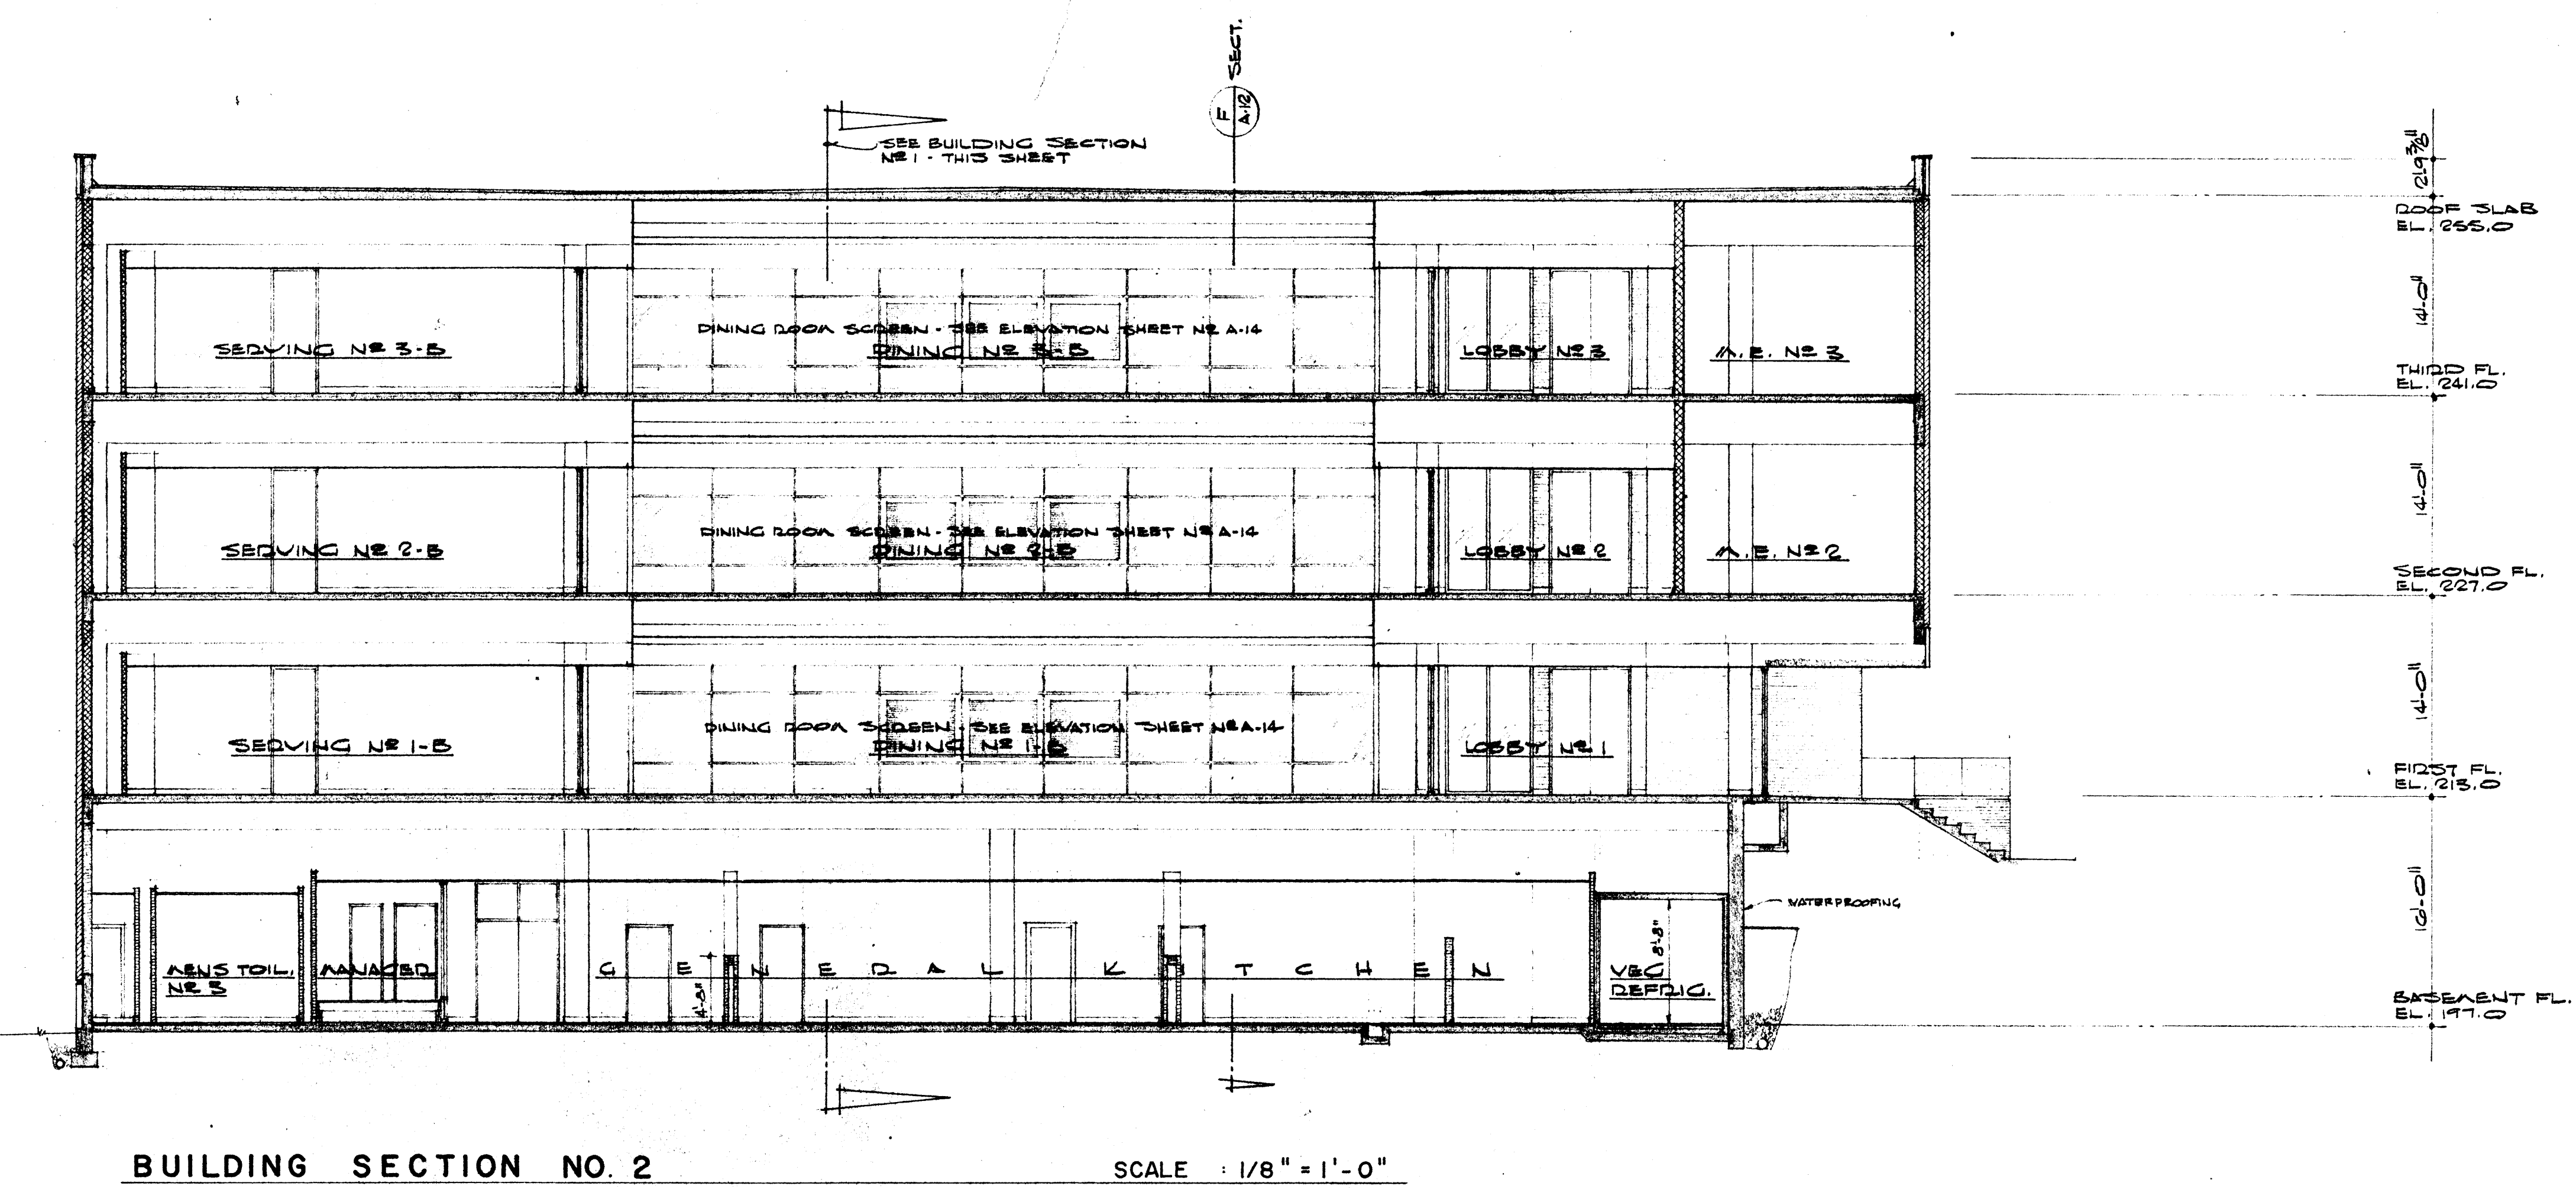 SECT.
F
A-12
SEE BUILDING SECTION
Nº 1 - THIS SHEET
2'-9 3/8"
ROOF SLAB
EL. 255.0
14'-0"
DINING ROOM SCREEN - SEE ELEVATION SHEET Nº A-14
SERVING Nº 3-B
DINING Nº 3-B
LOBBY Nº 3
M.E. Nº 3
THIRD FL.
EL. 241.0
14'-0"
DINING ROOM SCREEN - SEE ELEVATION SHEET Nº A-14
SERVING Nº 2-B
DINING Nº 2-B
LOBBY Nº 2
M.E. Nº 2
SECOND FL.
EL. 227.0
14'-0"
DINING ROOM SCREEN - SEE ELEVATION SHEET Nº A-14
SERVING Nº 1-B
DINING Nº 1-B
LOBBY Nº 1
FIRST FL.
EL. 213.0
16'-0"
WATERPROOFING
MENS TOIL.
Nº 3
MANAGER
GENERAL KITCHEN
4'-8"
VEG.
REFRIG.
8'-8"
BASEMENT FL.
EL. 197.0
BUILDING SECTION NO. 2
SCALE : 1/8" = 1'-0"